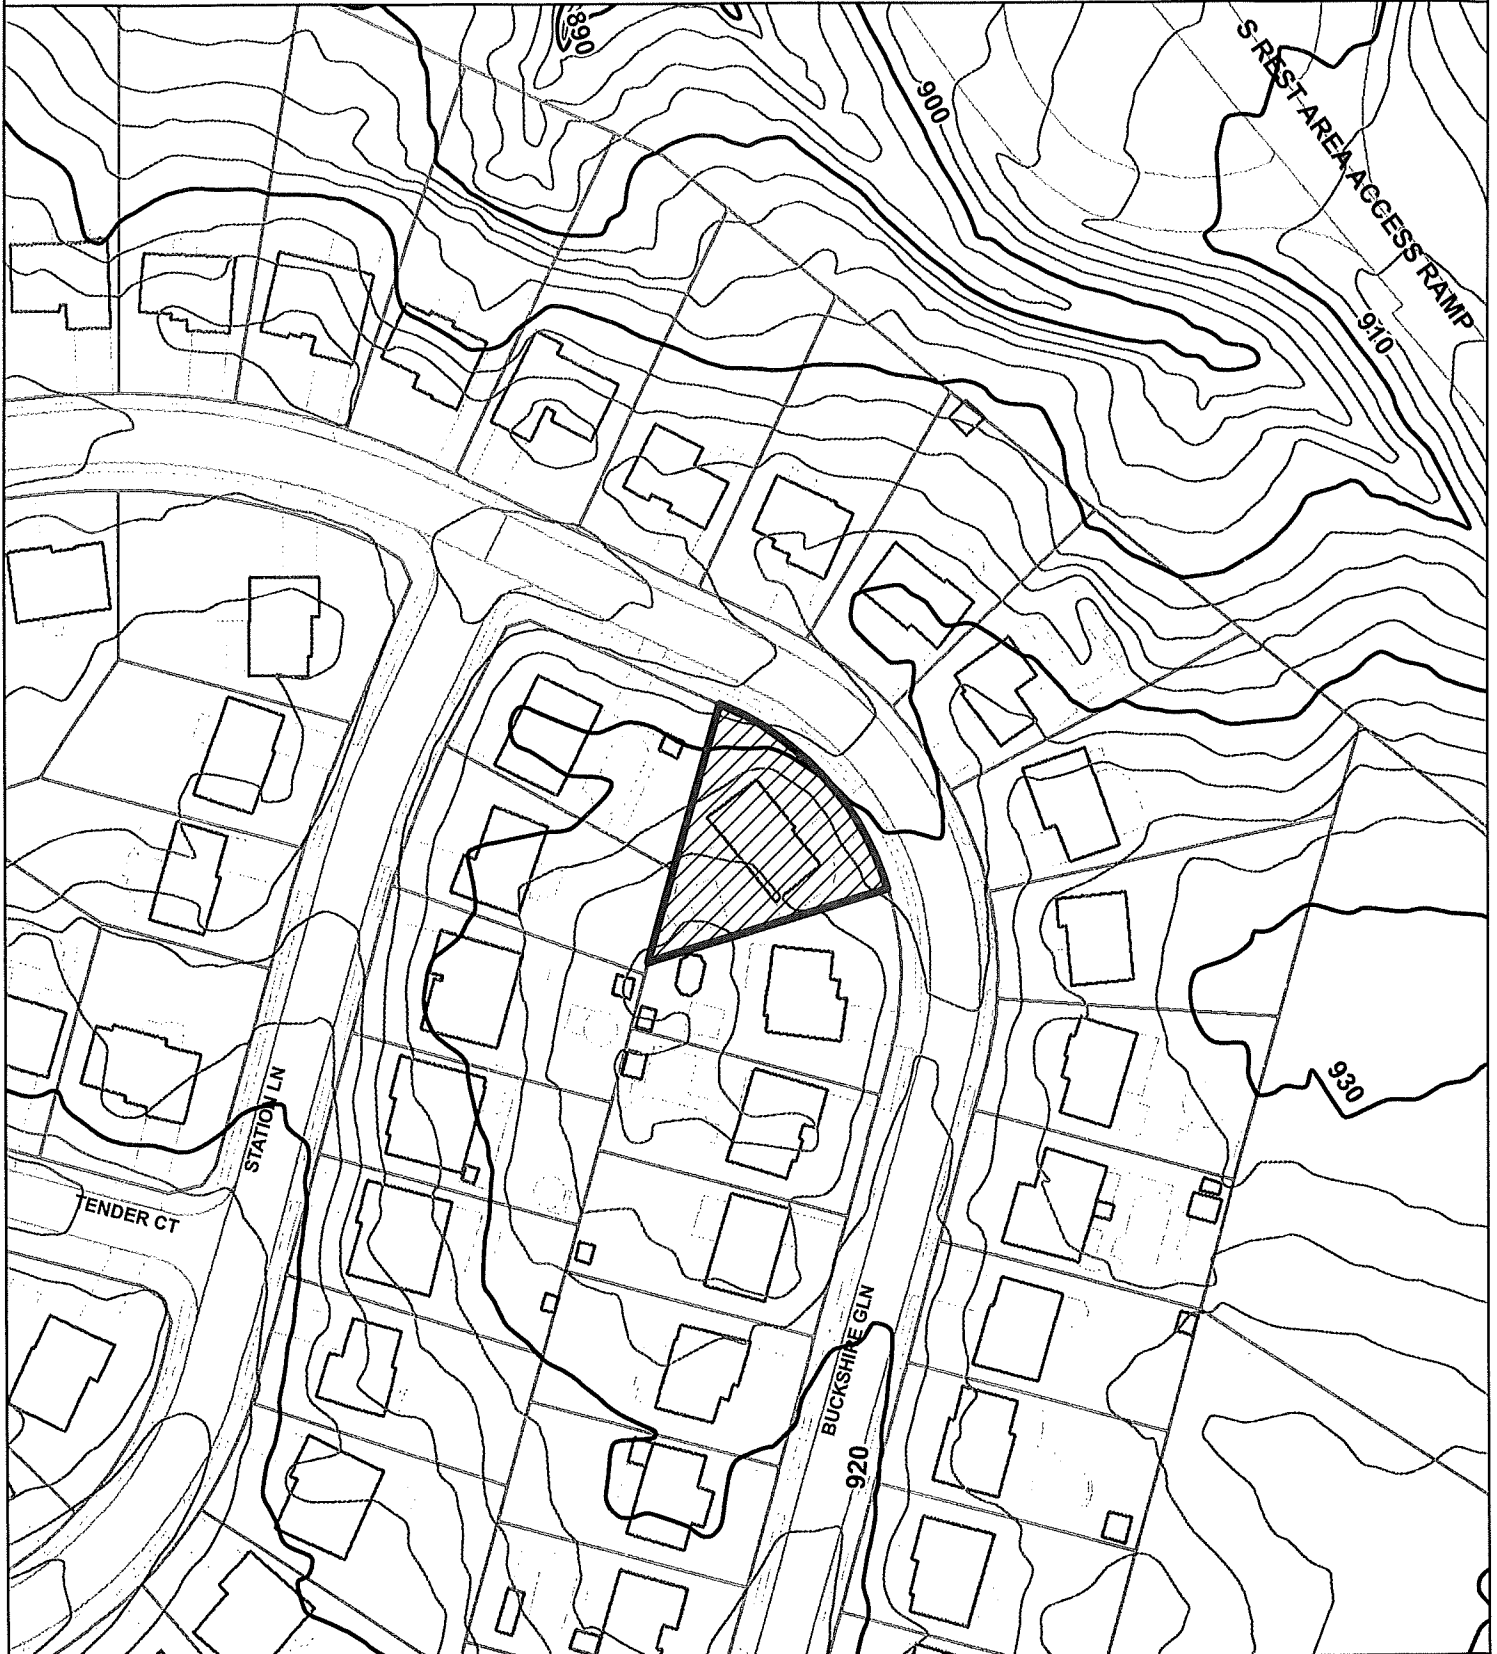 890
900
S REST AREA ACCESS RAMP
910
930
STATION LN
TENDER CT
BUCKSHIRE GLN
920